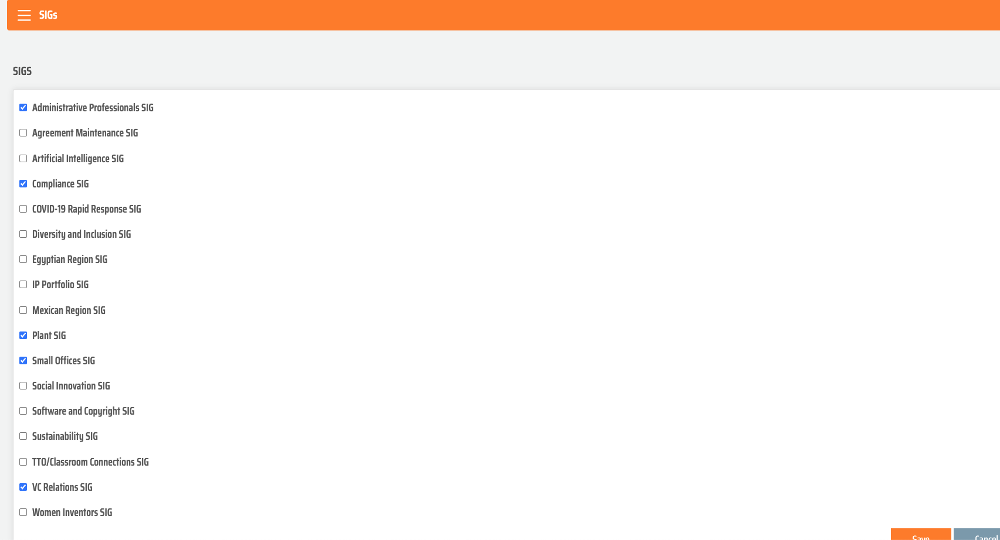 SIGs
SIGS
Administrative Professionals SIG
Agreement Maintenance SIG
Artificial Intelligence SIG
Compliance SIG
COVID-19 Rapid Response SIG
Diversity and Inclusion SIG
Egyptian Region SIG
IP Portfolio SIG
Mexican Region SIG
Plant SIG
Small Offices SIG
Social Innovation SIG
Software and Copyright SIG
Sustainability SIG
TTO/Classroom Connections SIG
VC Relations SIG
Women Inventors SIG
Save Cancel